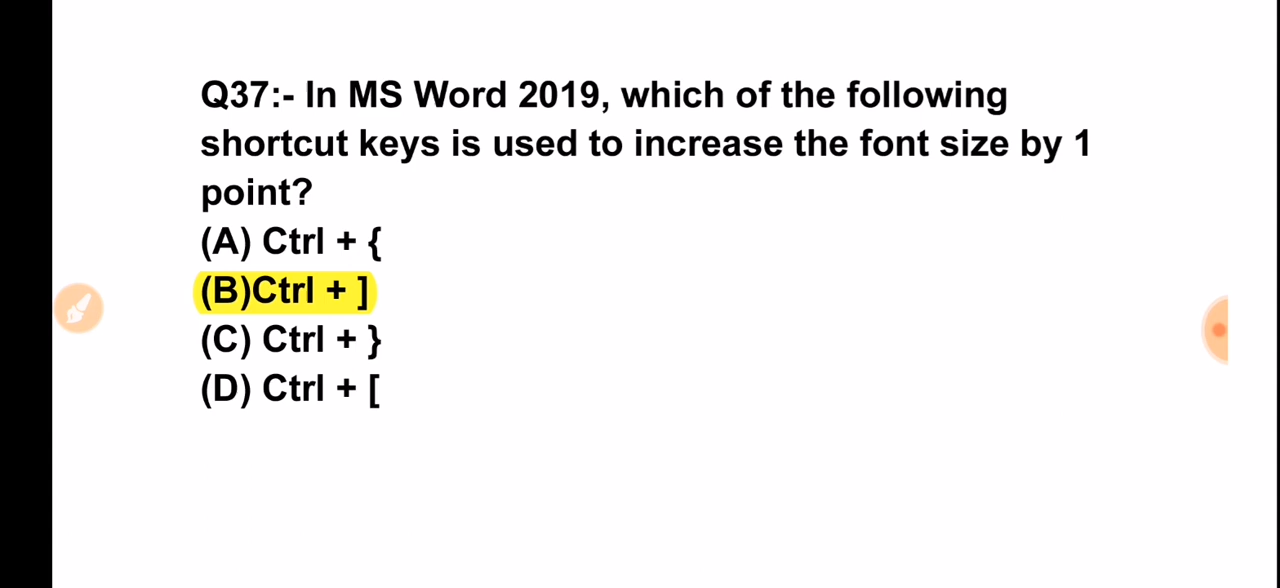 Q37:- In MS Word 2019, which of the following
shortcut keys is used to increase the font size by 1
point?
(A) Ctrl + {
(B)Ctrl + ]
(C) Ctrl + }
(D) Ctrl + [